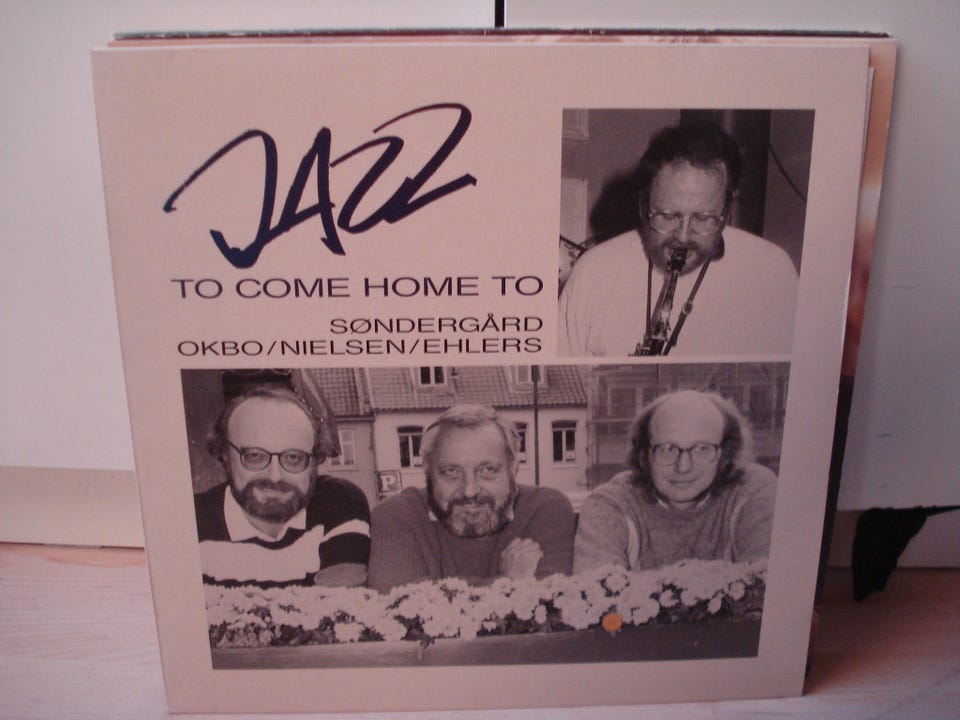 JAZZ
TO COME HOME TO
SØNDERGÅRD
OKBO/NIELSEN/EHLERS
P